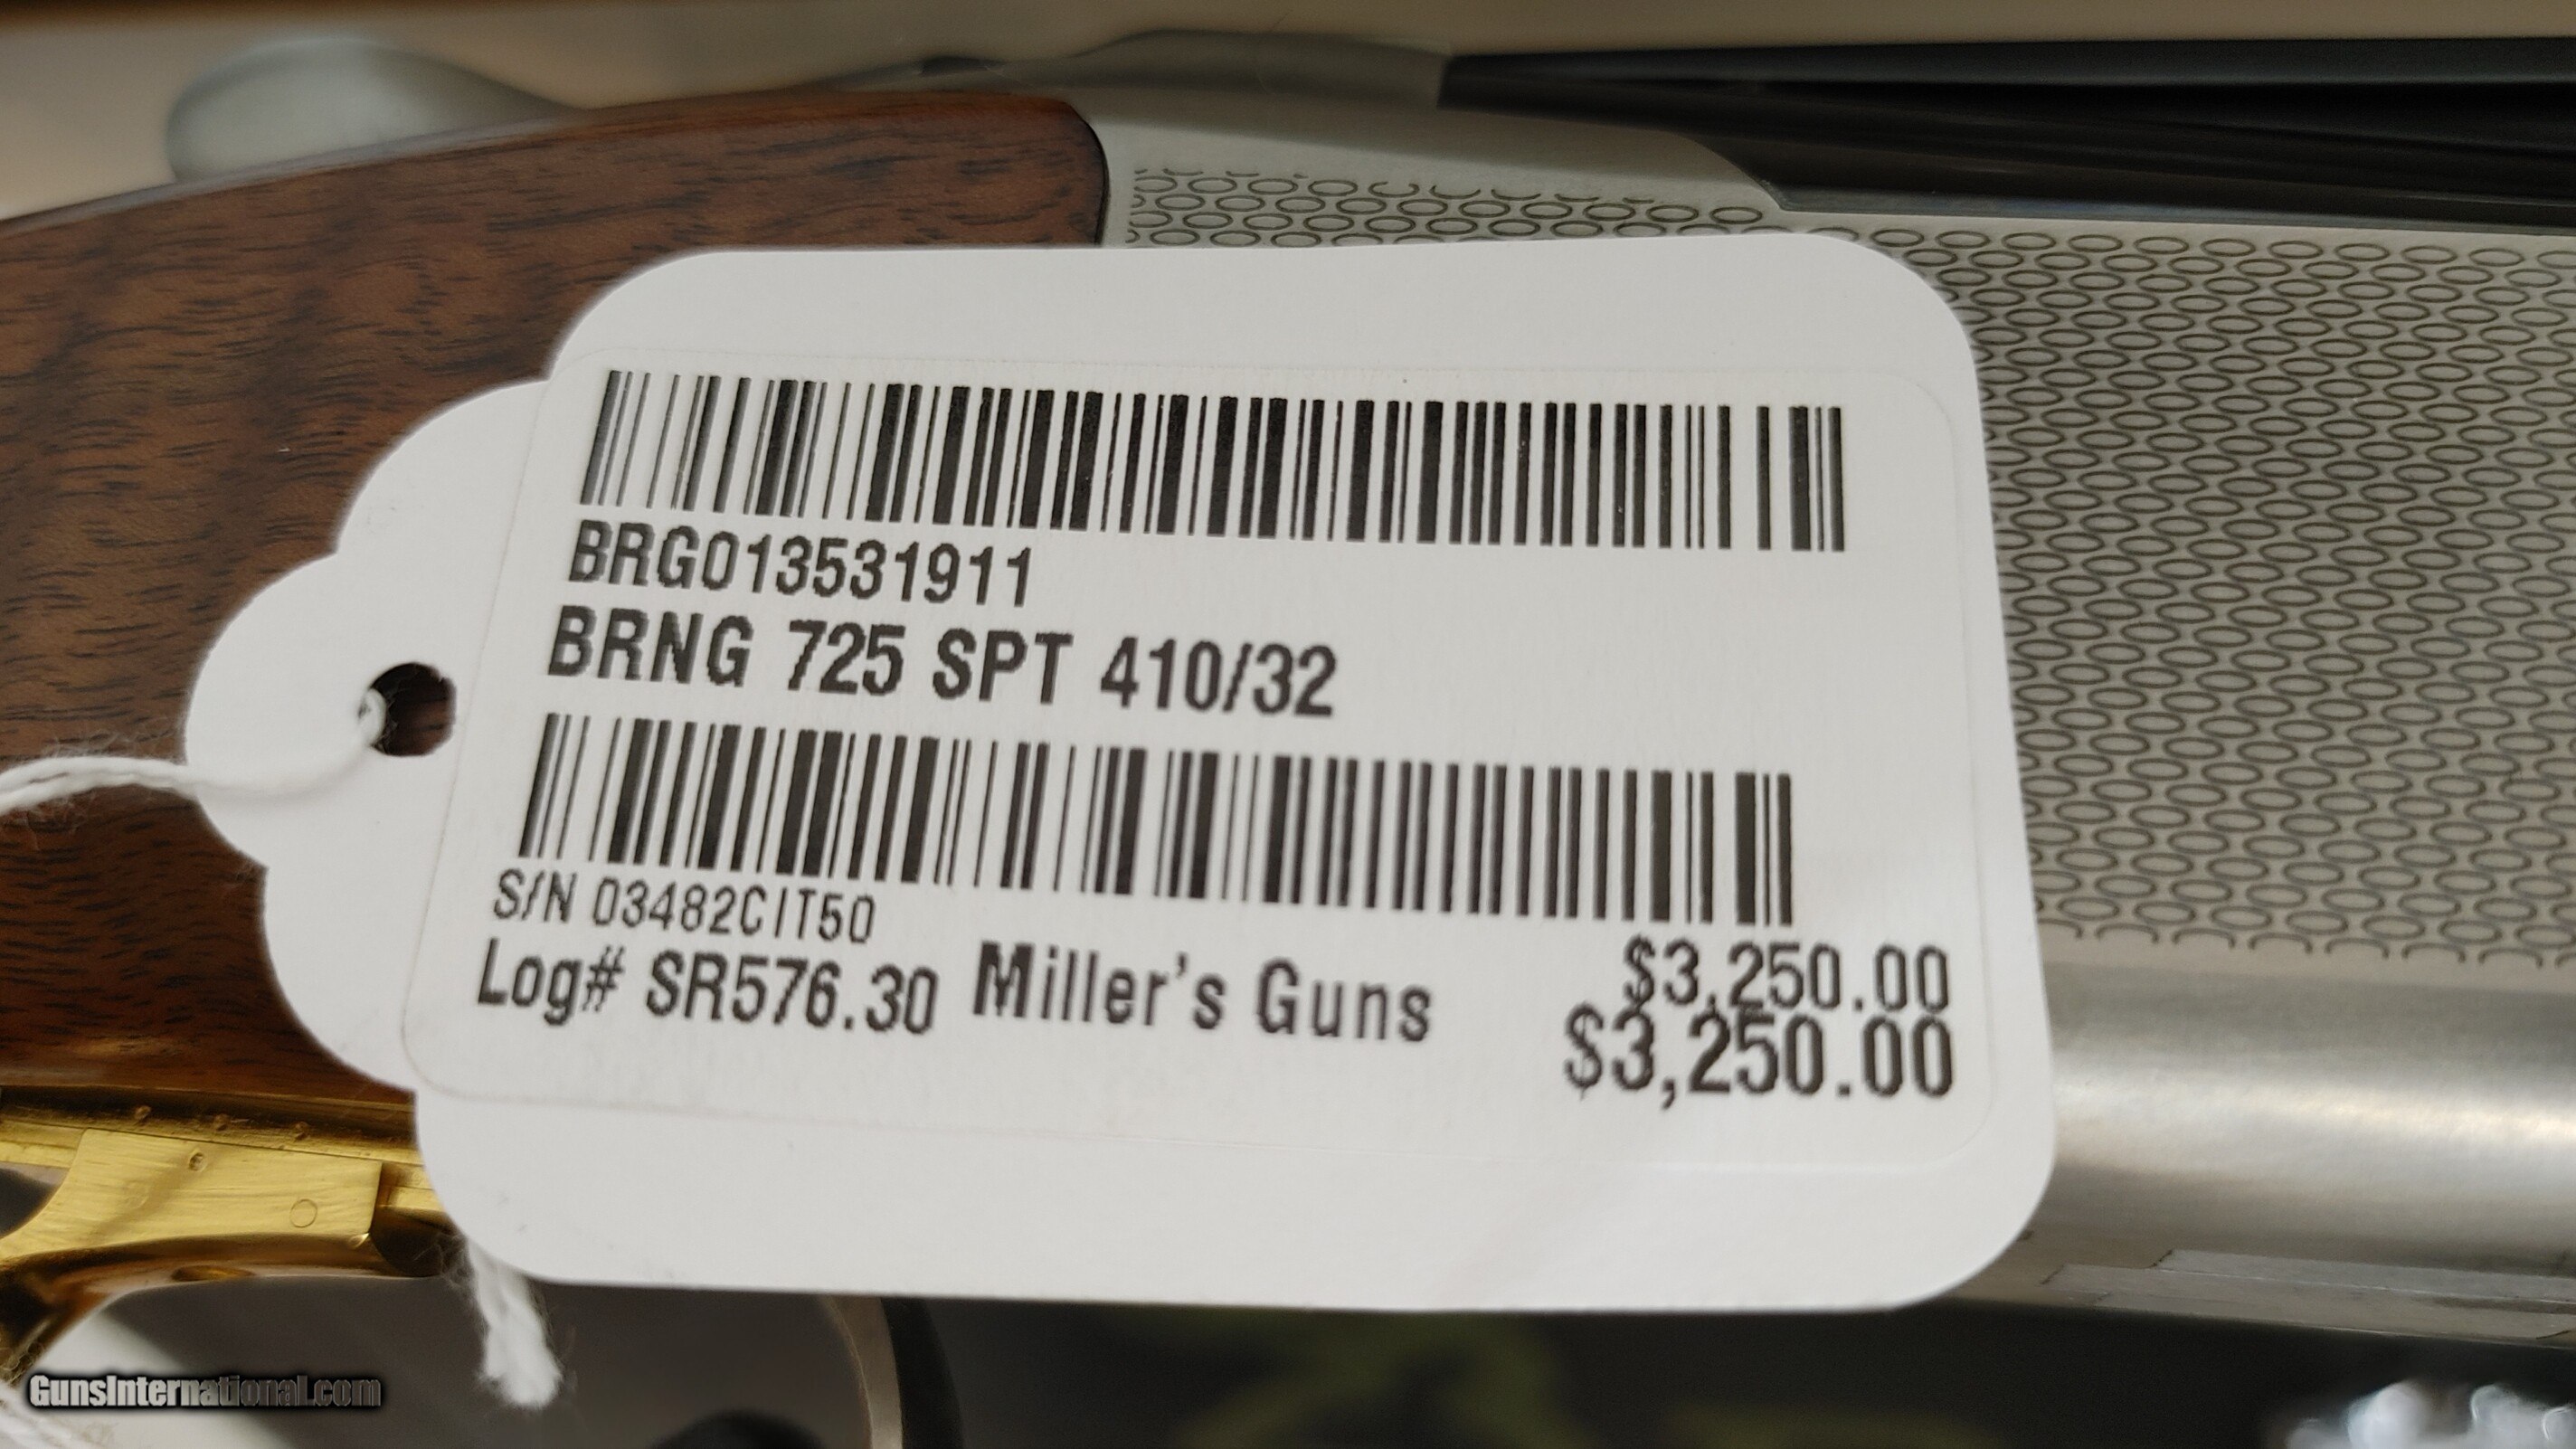 BRG013531911
BRNG 725 SPT 410/32
S/N 03482CIT50
Log# SR576.30 Miller's Guns
$3,250.00
$3,250.00
GunsInternational.com